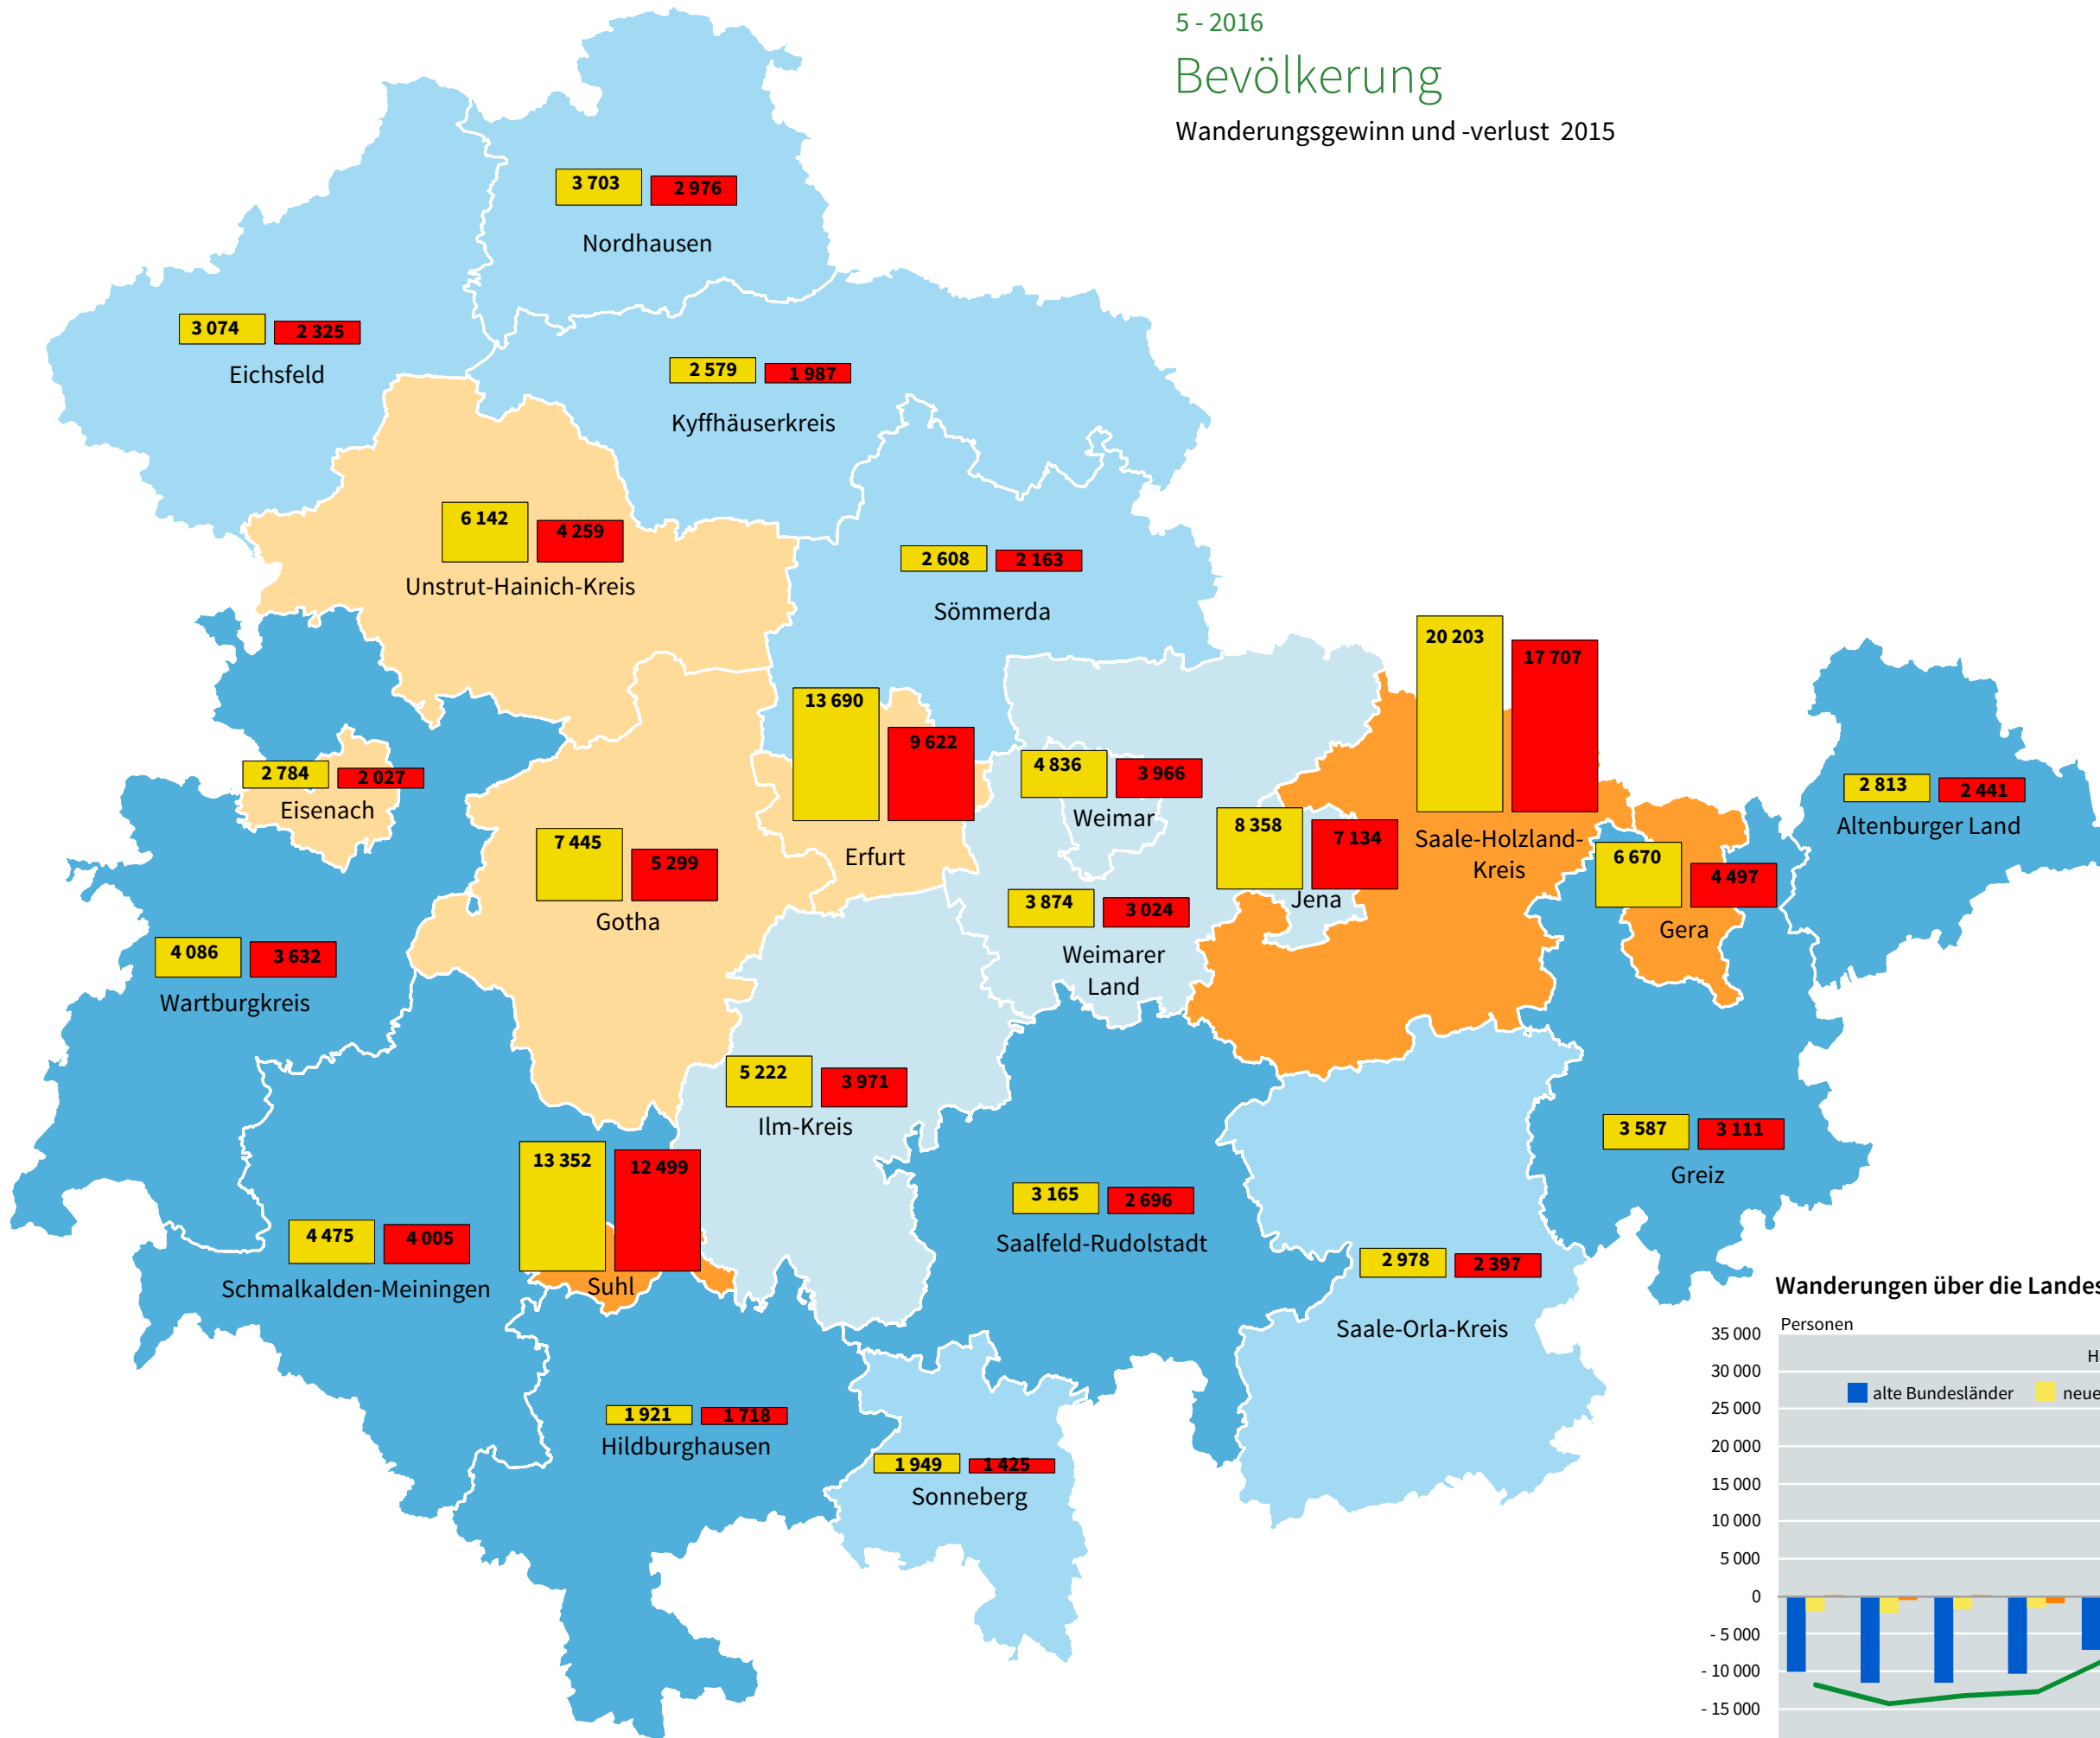 5 - 2016
Bevölkerung
Wanderungsgewinn und -verlust 2015
3 703 2 976
Nordhausen
3 074 2 325
Eichsfeld
2 579 1 987
Kyffhäuserkreis
6 142 4 259
Unstrut-Hainich-Kreis
2 608 2 163
Sömmerda
20 203 17 707
Saale-Holzland-
Kreis
13 690 9 622
Erfurt
4 836 3 966
Weimar
2 784 2 027
Eisenach
2 813 2 441
Altenburger Land
8 358 7 134
Jena
7 445 5 299
Gotha
6 670 4 497
Gera
3 874 3 024
Weimarer
Land
4 086 3 632
Wartburgkreis
5 222 3 971
Ilm-Kreis
3 587 3 111
Greiz
13 352 12 499
Suhl
3 165 2 696
Saalfeld-Rudolstadt
4 475 4 005
Schmalkalden-Meiningen
2 978 2 397
Saale-Orla-Kreis
1 921 1 718
Hildburghausen
1 949 1 425
Sonneberg
Wanderungen über die Landes
Personen
H
alte Bundesländer neue
35 000
30 000
25 000
20 000
15 000
10 000
5 000
0
- 5 000
- 10 000
- 15 000